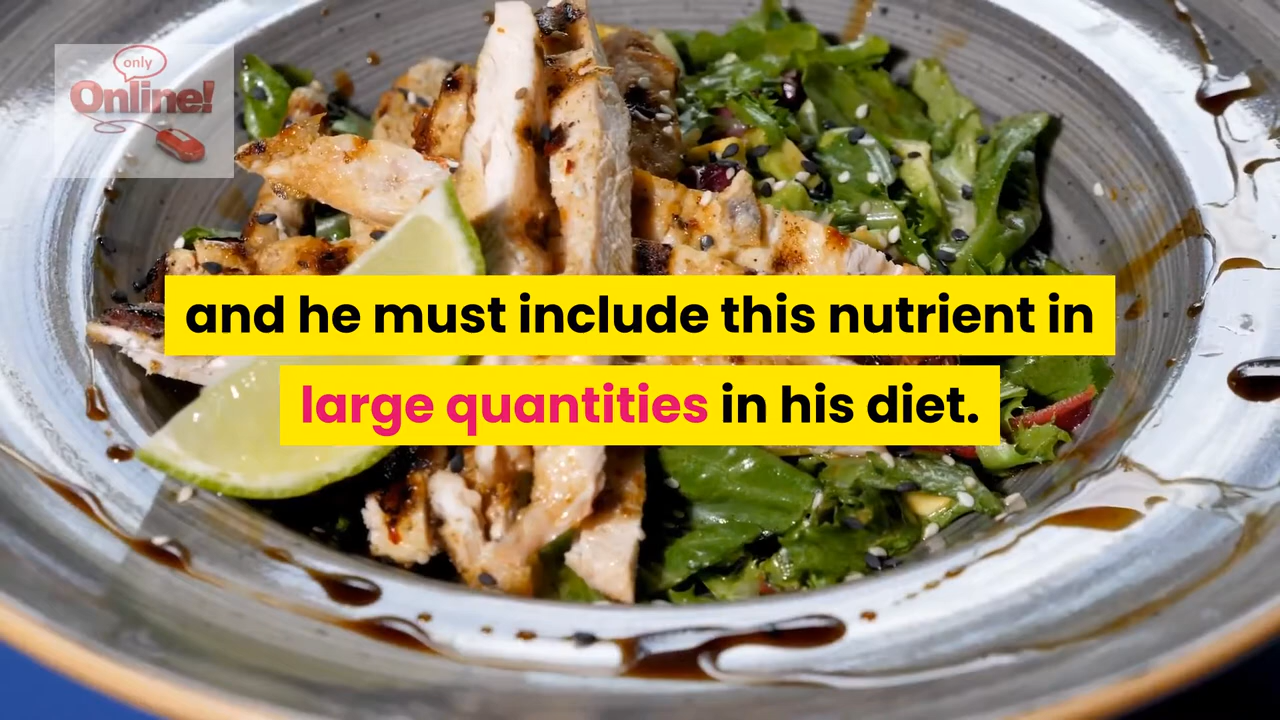 only
Online!
and he must include this nutrient in
large quantities in his diet.